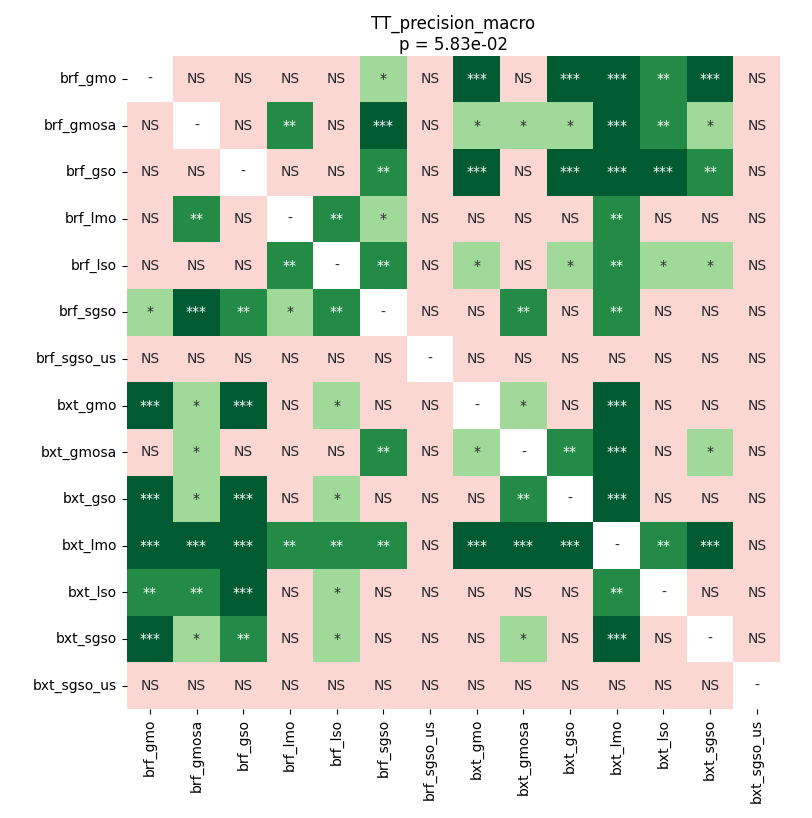 TT_precision_macro
p = 5.83e-02
brf_gmo - NS NS NS NS * NS *** NS *** *** ** *** NS
brf_gmosa NS - NS ** NS *** NS * * * *** ** * NS
brf_gso NS NS - NS NS ** NS *** NS *** *** *** ** NS
brf_lmo NS ** NS - ** * NS NS NS NS ** NS NS NS
brf_lso NS NS NS ** - ** NS * NS * ** * * NS
brf_sgso * *** ** * ** - NS NS ** NS ** NS NS NS
brf_sgso_us NS NS NS NS NS NS - NS NS NS NS NS NS NS
bxt_gmo *** * *** NS * NS NS - * NS *** NS NS NS
bxt_gmosa NS * NS NS NS ** NS * - ** *** NS * NS
bxt_gso *** * *** NS * NS NS NS ** - *** NS NS NS
bxt_lmo *** *** *** ** ** ** NS *** *** *** - ** *** NS
bxt_lso ** ** *** NS * NS NS NS NS NS ** - NS NS
bxt_sgso *** * ** NS * NS NS NS * NS *** NS - NS
bxt_sgso_us NS NS NS NS NS NS NS NS NS NS NS NS NS -
brf_gmo brf_gmosa brf_gso brf_lmo brf_lso brf_sgso brf_sgso_us bxt_gmo bxt_gmosa bxt_gso bxt_lmo bxt_lso bxt_sgso bxt_sgso_us